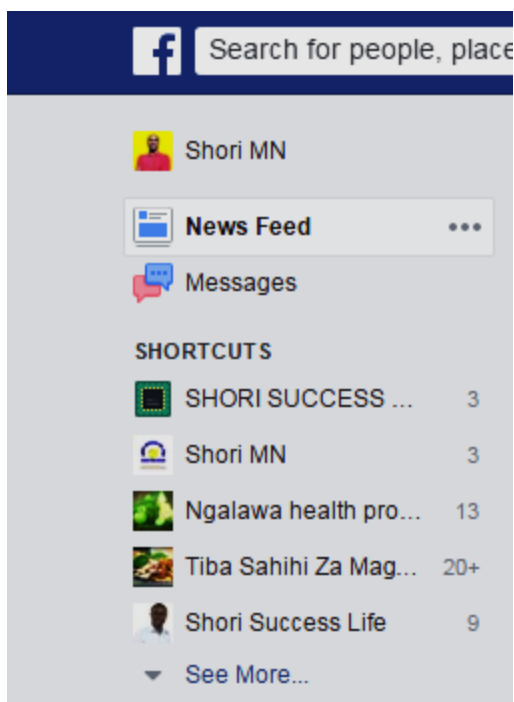 f Search for people, place
Shori MN
News Feed
Messages
SHORTCUTS
SHORI SUCCESS ... 3
Shori MN 3
Ngalawa health pro... 13
Tiba Sahihi Za Mag... 20+
Shori Success Life 9
See More...